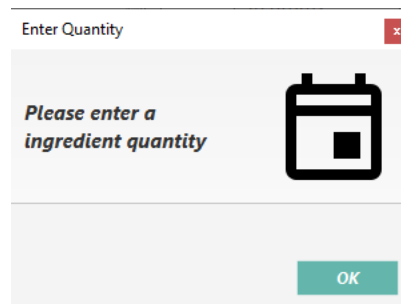 Enter Quantity
x
Please enter a
ingredient quantity
OK